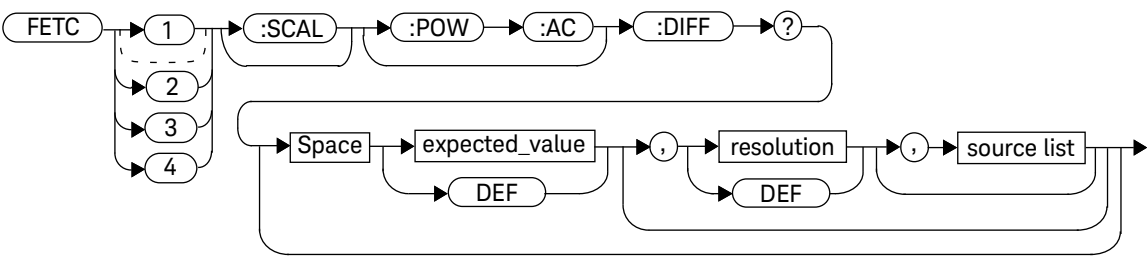 FETC 1 :SCAL :POW :AC :DIFF ?
2
3
4
Space expected_value , resolution , source list
DEF DEF